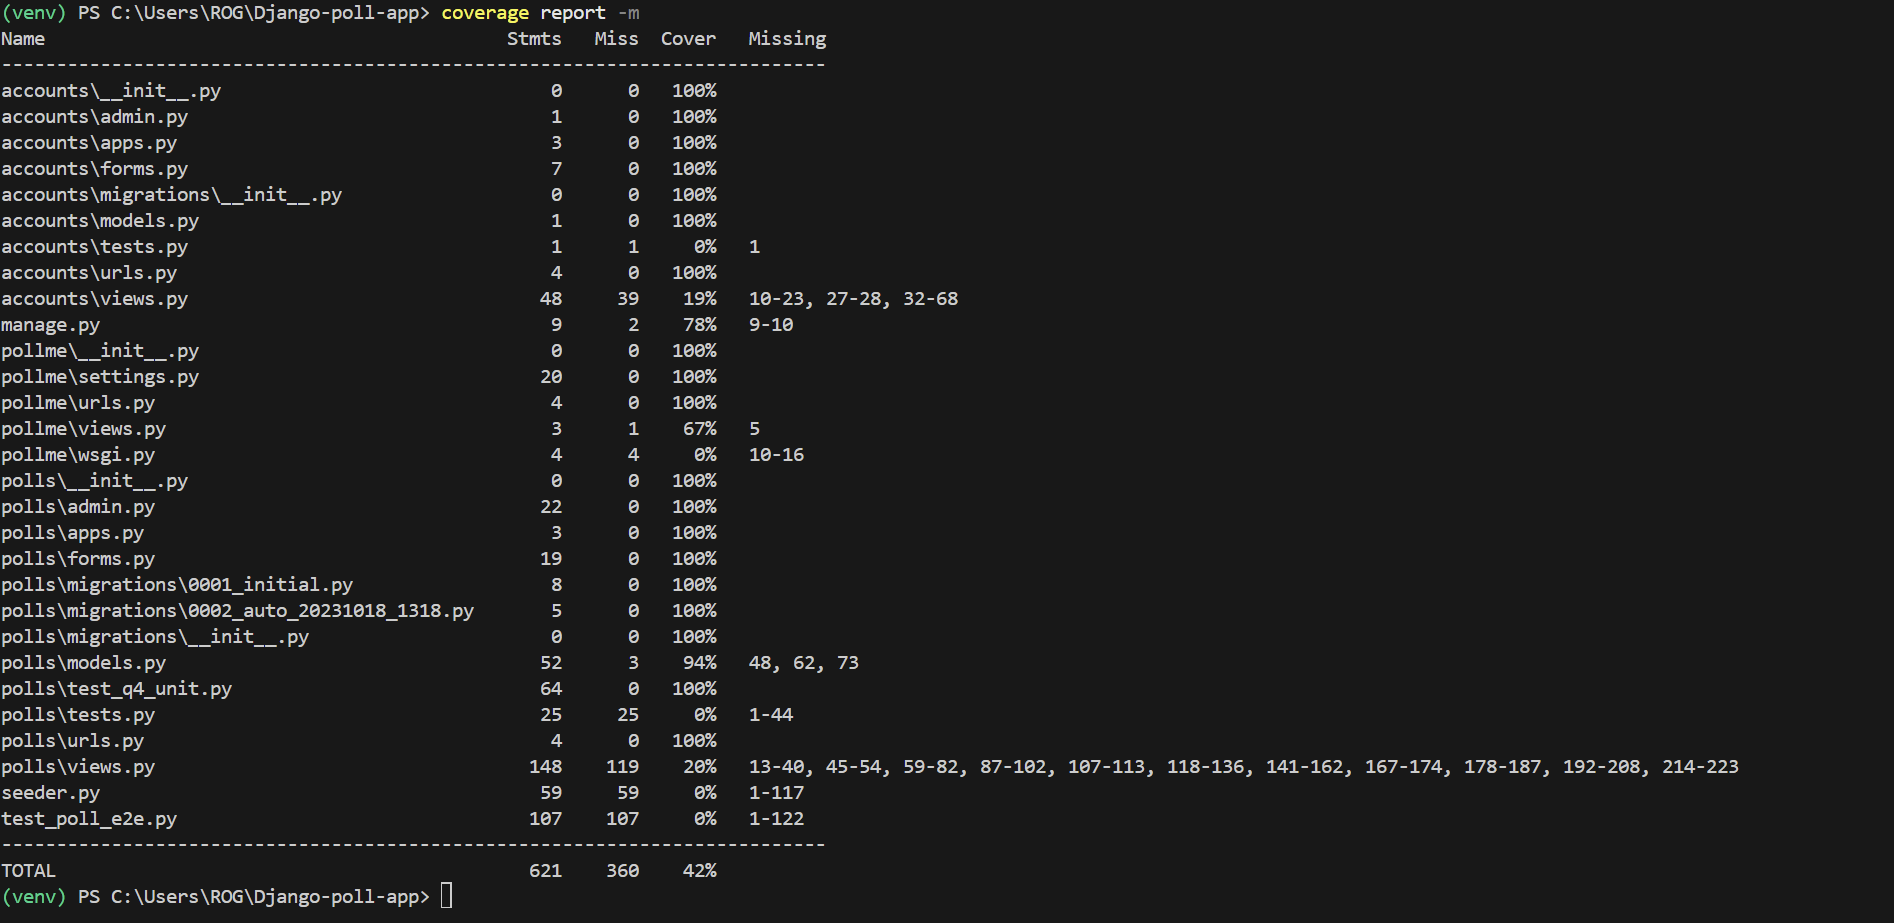 (venv) PS C:\Users\ROG\Django-poll-app> coverage report -m
Name                                          Stmts   Miss  Cover   Missing
---------------------------------------------------------------------------
accounts\__init__.py                              0      0   100%
accounts\admin.py                                 1      0   100%
accounts\apps.py                                  3      0   100%
accounts\forms.py                                 7      0   100%
accounts\migrations\__init__.py                   0      0   100%
accounts\models.py                                1      0   100%
accounts\tests.py                                 1      1     0%   1
accounts\urls.py                                  4      0   100%
accounts\views.py                                48     39    19%   10-23, 27-28, 32-68
manage.py                                         9      2    78%   9-10
pollme\__init__.py                                0      0   100%
pollme\settings.py                               20      0   100%
pollme\urls.py                                    4      0   100%
pollme\views.py                                   3      1    67%   5
pollme\wsgi.py                                    4      4     0%   10-16
polls\__init__.py                                 0      0   100%
polls\admin.py                                   22      0   100%
polls\apps.py                                     3      0   100%
polls\forms.py                                   19      0   100%
polls\migrations\0001_initial.py                  8      0   100%
polls\migrations\0002_auto_20231018_1318.py       5      0   100%
polls\migrations\__init__.py                      0      0   100%
polls\models.py                                  52      3    94%   48, 62, 73
polls\test_q4_unit.py                            64      0   100%
polls\tests.py                                   25     25     0%   1-44
polls\urls.py                                     4      0   100%
polls\views.py                                  148    119    20%   13-40, 45-54, 59-82, 87-102, 107-113, 118-136, 141-162, 167-174, 178-187, 192-208, 214-223
seeder.py                                        59     59     0%   1-117
test_poll_e2e.py                                107    107     0%   1-122
---------------------------------------------------------------------------
TOTAL                                           621    360    42%
(venv) PS C:\Users\ROG\Django-poll-app>